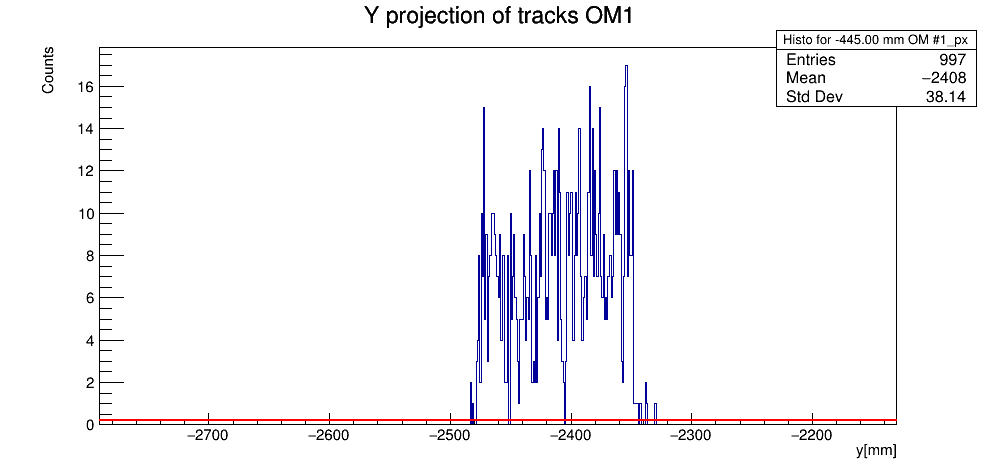 Y projection of tracks OM1
Histo for -445.00 mm OM #1_px
Entries 997
Mean −2408
Std Dev 38.14
Counts
16
14
12
10
8
6
4
2
0
−2700 −2600 −2500 −2400 −2300 −2200
y[mm]